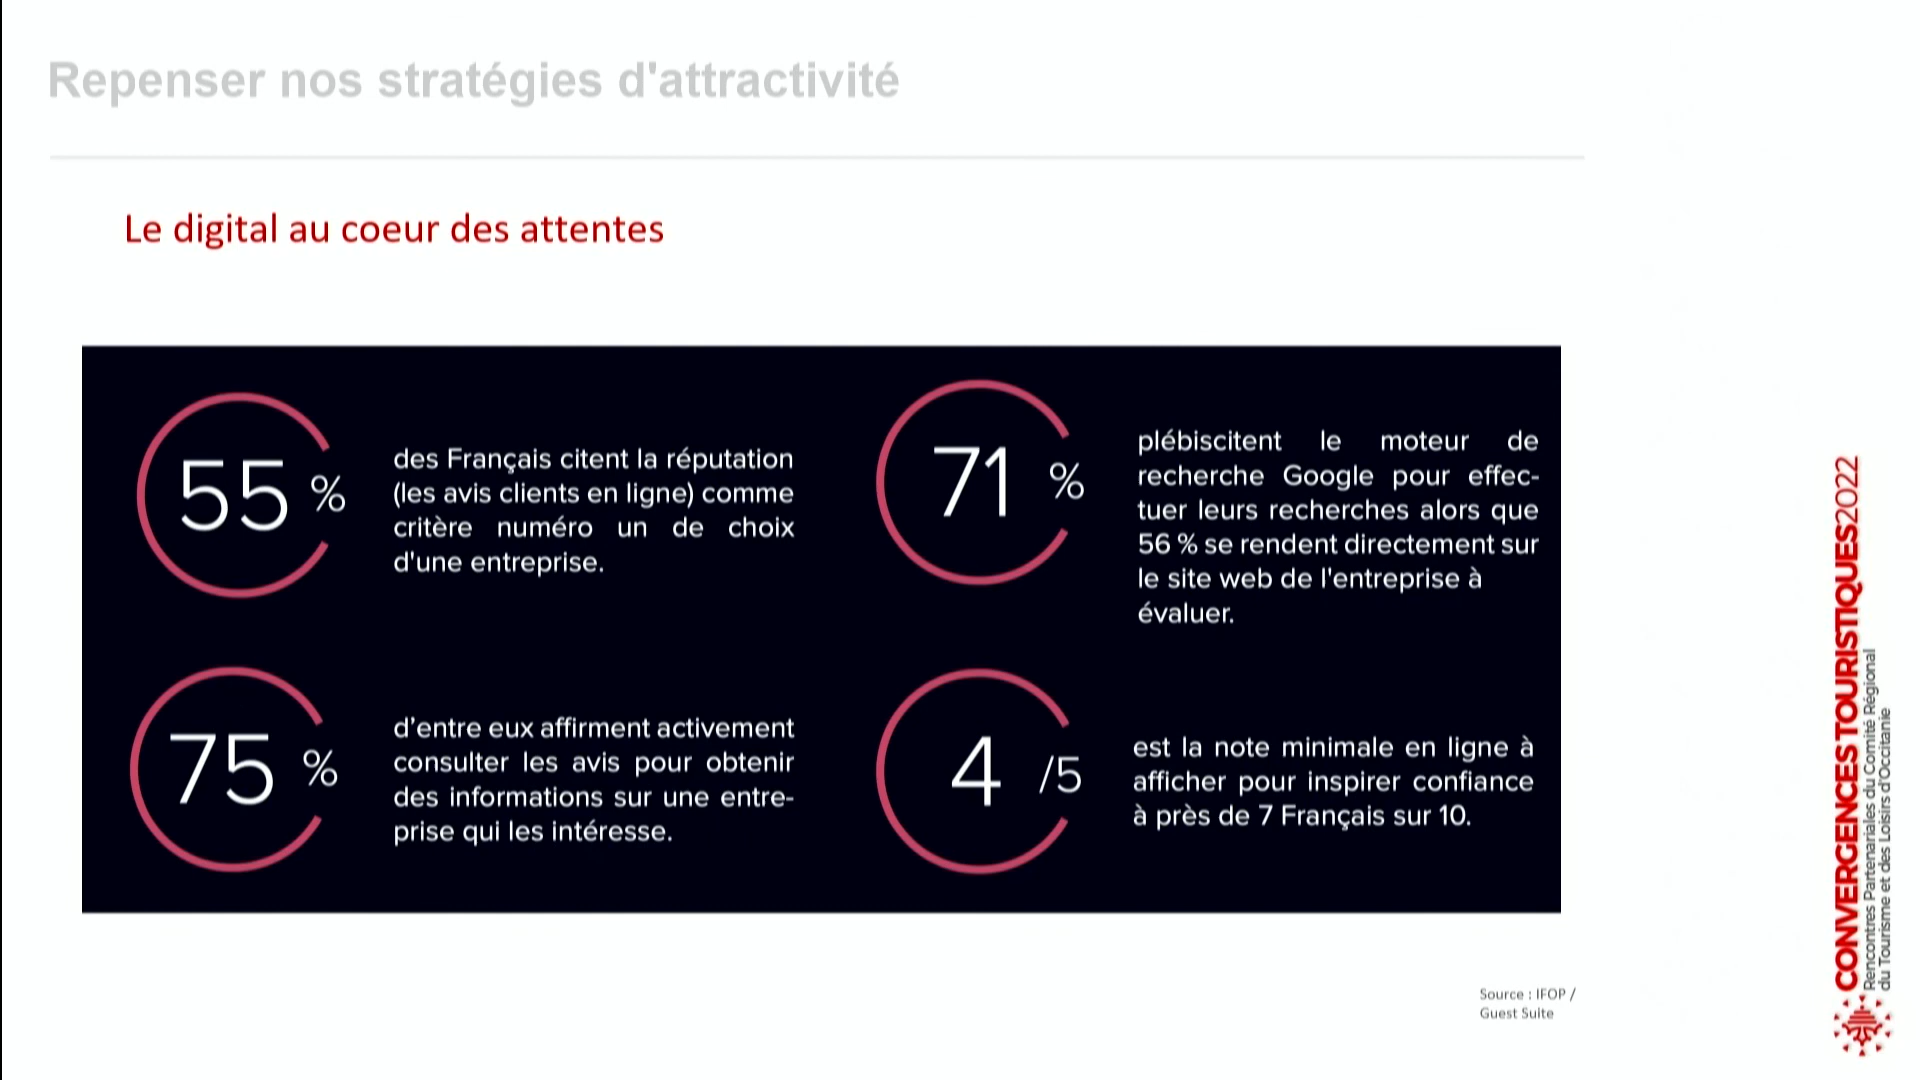 Repenser nos stratégies d'attractivité
Le digital au coeur des attentes
55 %
des Français citent la réputation
(les avis clients en ligne) comme
critère numéro un de choix
d'une entreprise.
71 %
plébiscitent le moteur de
recherche Google pour effec-
tuer leurs recherches alors que
56 % se rendent directement sur
le site web de l'entreprise à
évaluer.
75 %
d'entre eux affirment activement
consulter les avis pour obtenir
des informations sur une entre-
prise qui les intéresse.
4 /5
est la note minimale en ligne à
afficher pour inspirer confiance
à près de 7 Français sur 10.
Source : IFOP /
Guest Suite
CONVERGENCESTOURISTIQUES2022
Rencontres Partenariales du Comité Régional
du Tourisme et des Loisirs d'Occitanie